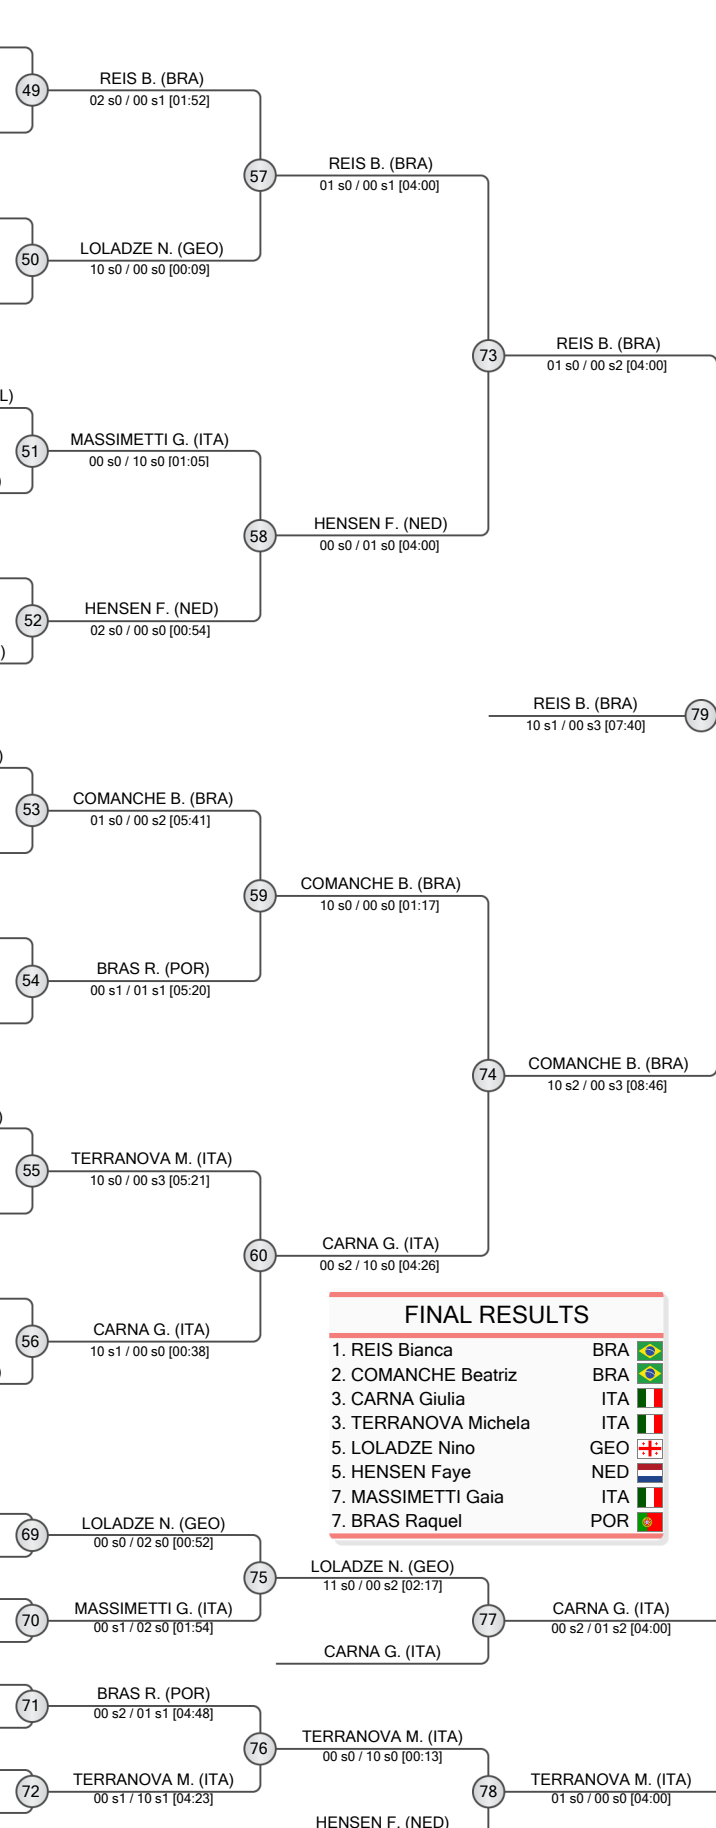 49
REIS B. (BRA)
02 s0 / 00 s1 [01:52]
57
REIS B. (BRA)
01 s0 / 00 s1 [04:00]
50
LOLADZE N. (GEO)
10 s0 / 00 s0 [00:09]
73
REIS B. (BRA)
01 s0 / 00 s2 [04:00]
L)
51
MASSIMETTI G. (ITA)
00 s0 / 10 s0 [01:05]
)
58
HENSEN F. (NED)
00 s0 / 01 s0 [04:00]
52
HENSEN F. (NED)
02 s0 / 00 s0 [00:54]
)
REIS B. (BRA)
10 s1 / 00 s3 [07:40]
79
)
53
COMANCHE B. (BRA)
01 s0 / 00 s2 [05:41]
59
COMANCHE B. (BRA)
10 s0 / 00 s0 [01:17]
54
BRAS R. (POR)
00 s1 / 01 s1 [05:20]
74
COMANCHE B. (BRA)
10 s2 / 00 s3 [08:46]
)
55
TERRANOVA M. (ITA)
10 s0 / 00 s3 [05:21]
60
CARNA G. (ITA)
00 s2 / 10 s0 [04:26]
56
CARNA G. (ITA)
10 s1 / 00 s0 [00:38]
)
FINAL RESULTS
1. REIS Bianca BRA
2. COMANCHE Beatriz BRA
3. CARNA Giulia ITA
3. TERRANOVA Michela ITA
5. LOLADZE Nino GEO
5. HENSEN Faye NED
7. MASSIMETTI Gaia ITA
7. BRAS Raquel POR
69
LOLADZE N. (GEO)
00 s0 / 02 s0 [00:52]
75
LOLADZE N. (GEO)
11 s0 / 00 s2 [02:17]
70
MASSIMETTI G. (ITA)
00 s1 / 02 s0 [01:54]
77
CARNA G. (ITA)
00 s2 / 01 s2 [04:00]
CARNA G. (ITA)
71
BRAS R. (POR)
00 s2 / 01 s1 [04:48]
76
TERRANOVA M. (ITA)
00 s0 / 10 s0 [00:13]
72
TERRANOVA M. (ITA)
00 s1 / 10 s1 [04:23]
78
TERRANOVA M. (ITA)
01 s0 / 00 s0 [04:00]
HENSEN F. (NED)